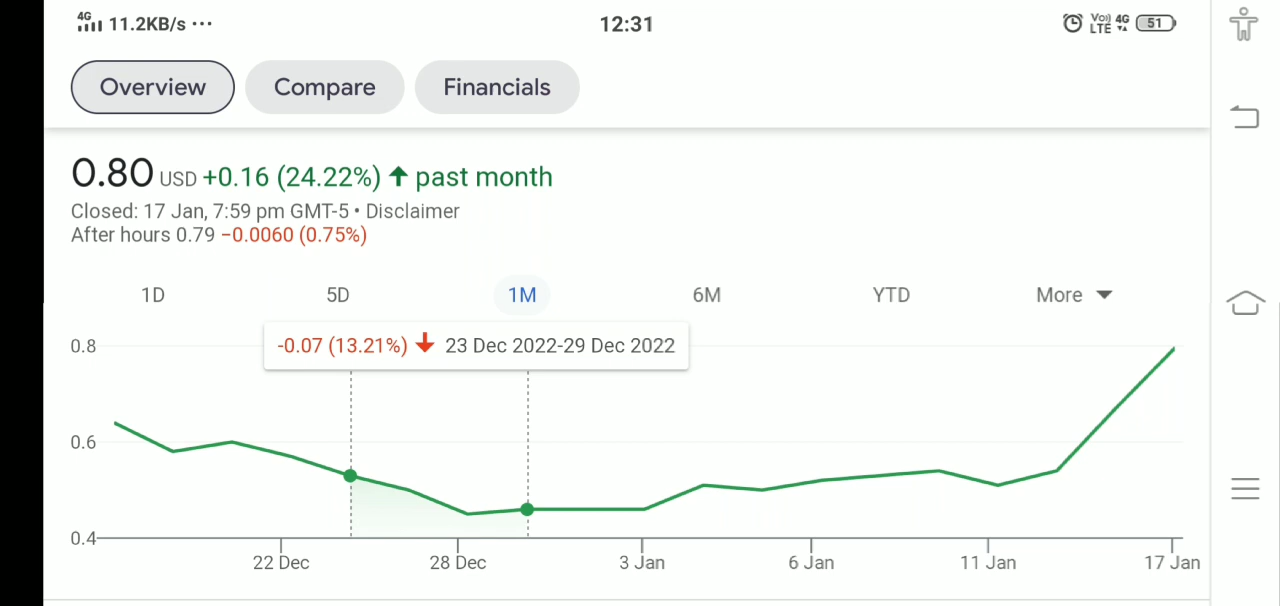 4G 11.2KB/s ··· 12:31 Vo) LTE 4G 51
Overview Compare Financials
0.80 USD +0.16 (24.22%) ↑ past month
Closed: 17 Jan, 7:59 pm GMT-5 • Disclaimer
After hours 0.79 −0.0060 (0.75%)
1D 5D 1M 6M YTD More
-0.07 (13.21%) ↓ 23 Dec 2022-29 Dec 2022
0.8
0.6
0.4
22 Dec 28 Dec 3 Jan 6 Jan 11 Jan 17 Jan